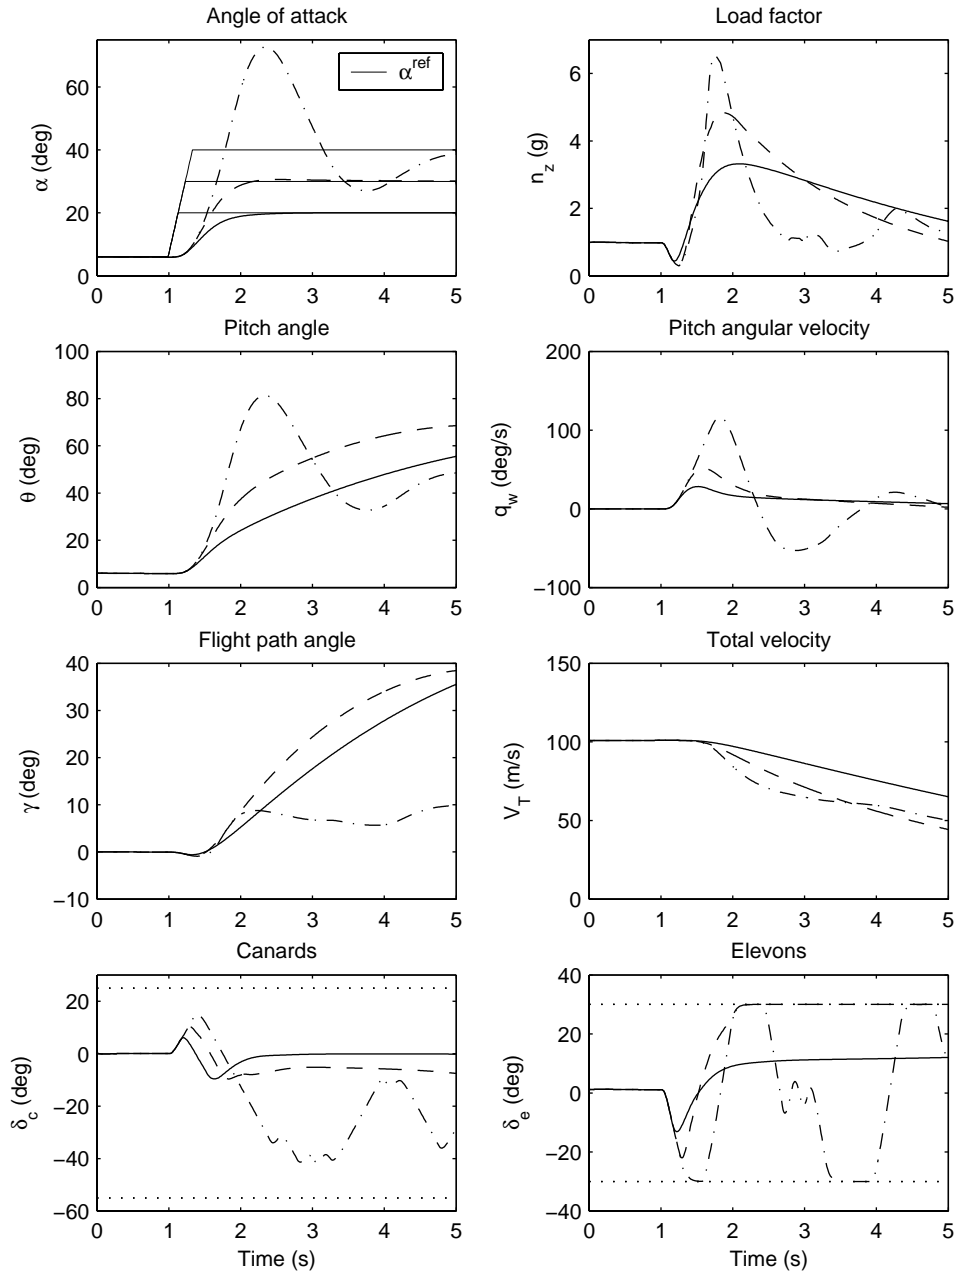 Angle of attack
α (deg)
60
40
20
0
α^ref
0 1 2 3 4 5
Load factor
n_z (g)
6
4
2
0
0 1 2 3 4 5
Pitch angle
θ (deg)
100
80
60
40
20
0
0 1 2 3 4 5
Pitch angular velocity
q_w (deg/s)
200
100
0
−100
0 1 2 3 4 5
Flight path angle
γ (deg)
40
30
20
10
0
−10
0 1 2 3 4 5
Total velocity
V_T (m/s)
150
100
50
0
0 1 2 3 4 5
Canards
δ_c (deg)
20
0
−20
−40
−60
0 1 2 3 4 5
Time (s)
Elevons
δ_e (deg)
40
20
0
−20
−40
0 1 2 3 4 5
Time (s)